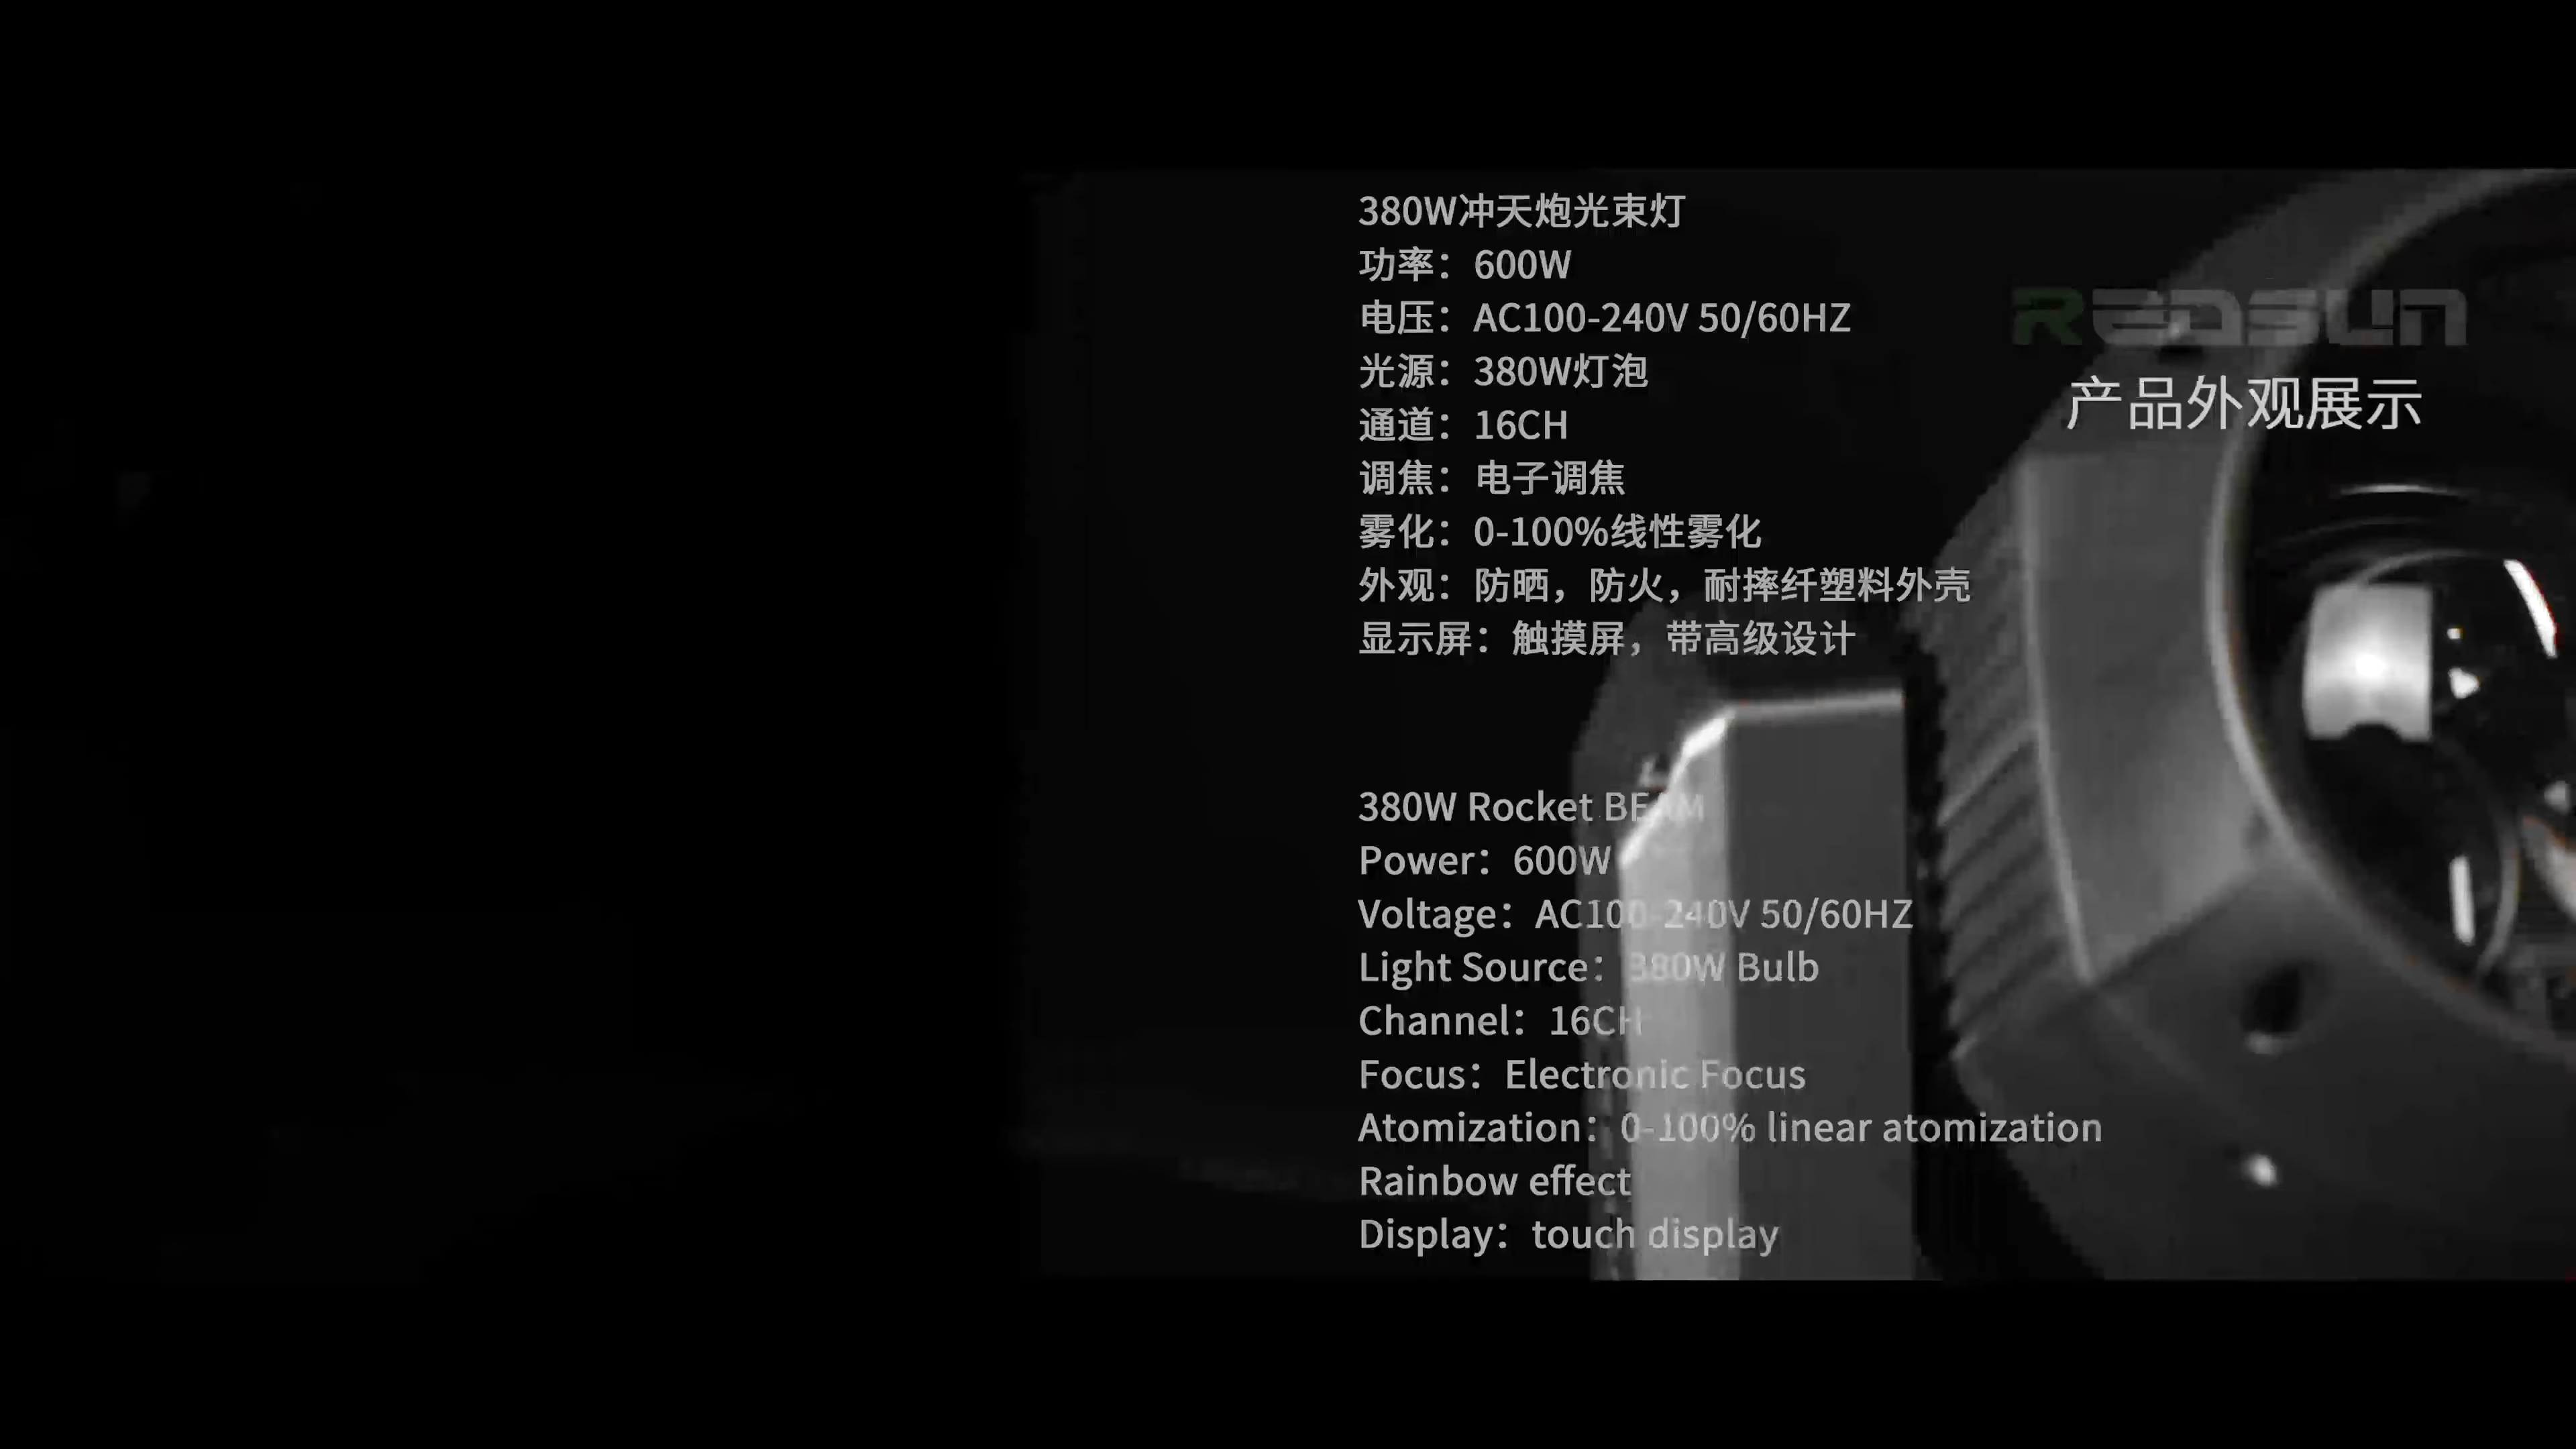 380W冲天炮光束灯
功率：600W
电压：AC100-240V 50/60HZ
光源：380W灯泡
通道：16CH
调焦：电子调焦
雾化：0-100%线性雾化
外观：防晒，防火，耐摔纤塑料外壳
显示屏：触摸屏，带高级设计
REDSUN
产品外观展示
380W Rocket BEAM
Power：600W
Voltage：AC100-240V 50/60HZ
Light Source：380W Bulb
Channel：16CH
Focus：Electronic Focus
Atomization：0-100% linear atomization
Rainbow effect
Display：touch display